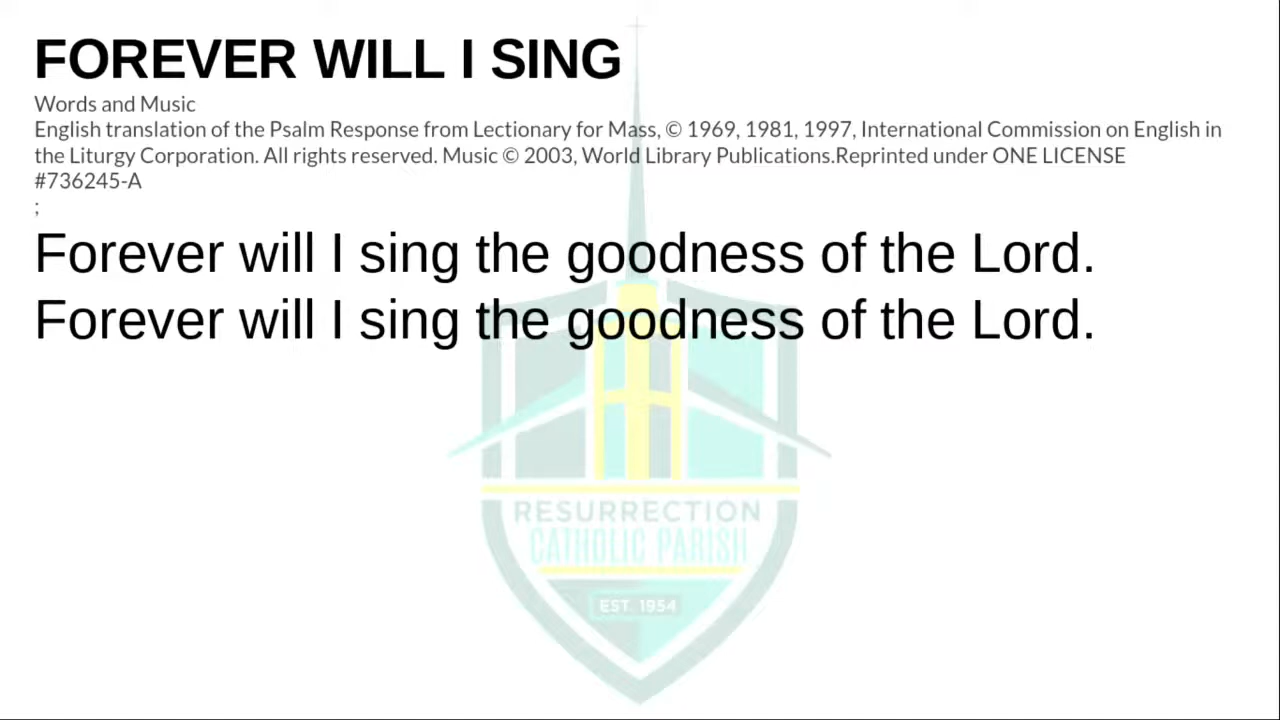 FOREVER WILL I SING
Words and Music
English translation of the Psalm Response from Lectionary for Mass, © 1969, 1981, 1997, International Commission on English in
the Liturgy Corporation. All rights reserved. Music © 2003, World Library Publications.Reprinted under ONE LICENSE
#736245-A
;
Forever will I sing the goodness of the Lord.
Forever will I sing the goodness of the Lord.
RESURRECTION
CATHOLIC PARISH
EST. 1954